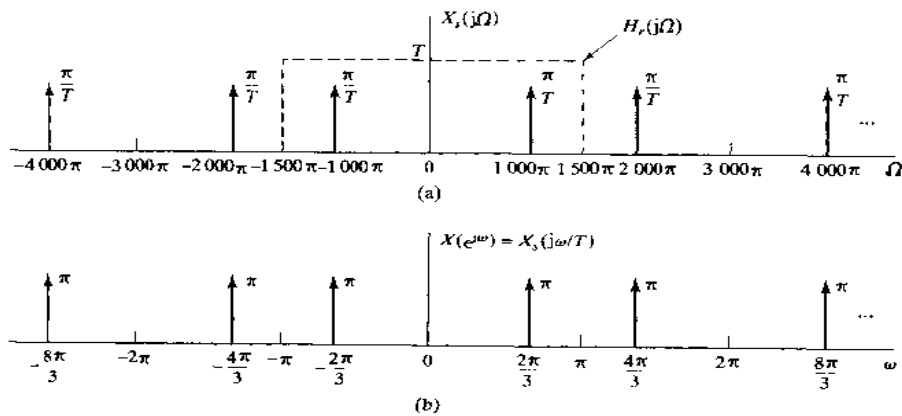 X_s(jΩ)
H_r(jΩ)
T
π/T π/T π/T π/T π/T π/T ...
-4 000π -3 000π -2 000π -1 500π -1 000π 0 1 000π 1 500π 2 000π 3 000π 4 000π Ω
(a)
X(e^{jω}) = X_s(jω/T)
π π π π π π ...
-8π/3 -2π -4π/3 -π -2π/3 0 2π/3 π 4π/3 2π 8π/3 ω
(b)